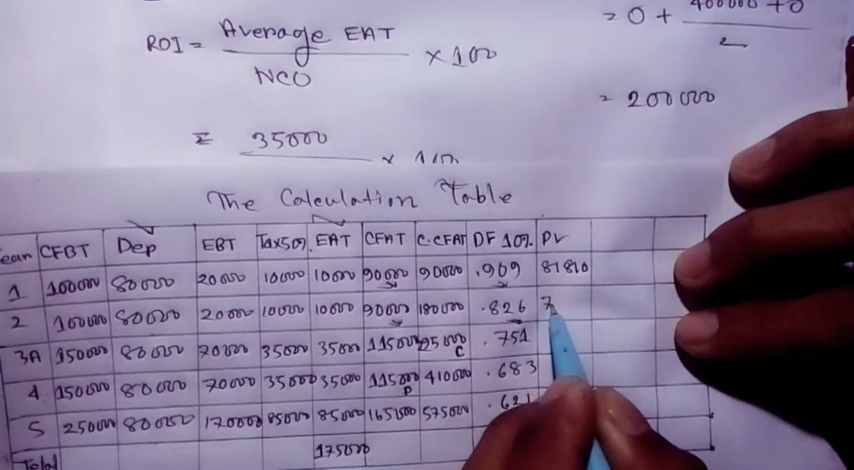 = 0 + 400000 + 0
2
ROI = Average EAT × 100
NCO
= 200000
= 35000 × 100
The Calculation Table
CFBT Dep EBT Tax50% EAT CFAT C.CFAT DF 10% PV
1 100000 80000 20000 10000 10000 90000 90000 .909 81810
2 100000 80000 20000 10000 10000 90000 180000 .826 7
3A 150000 80000 70000 35000 35000 115000 C .751
4 150000 80000 70000 35000 35000 115000 P 410000 .683
5 250000 80000 170000 85000 85000 165000 575000 .621
Total 175000